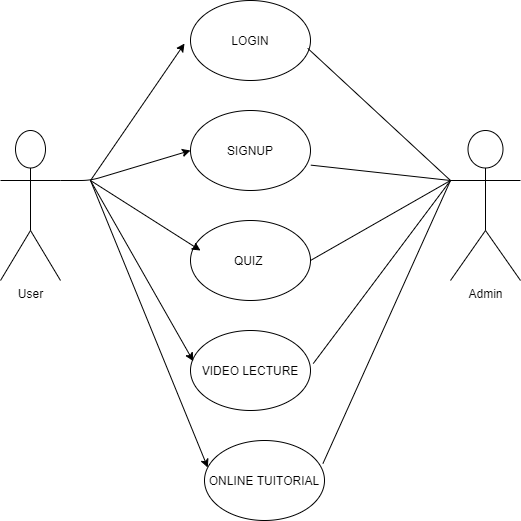 LOGIN
SIGNUP
QUIZ
User
Admin
VIDEO LECTURE
ONLINE TUITORIAL